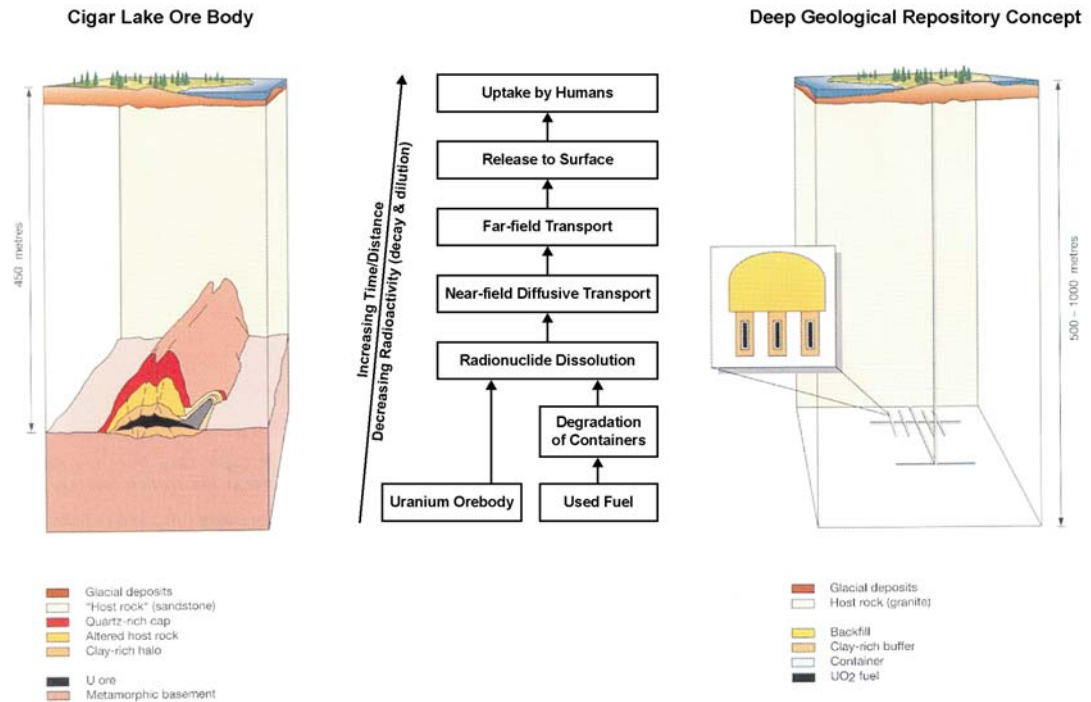 Cigar Lake Ore Body
Deep Geological Repository Concept
450 metres
Increasing Time/Distance
Decreasing Radioactivity (decay & dilution)
Uptake by Humans
Release to Surface
Far-field Transport
Near-field Diffusive Transport
Radionuclide Dissolution
Degradation
of Containers
Uranium Orebody
Used Fuel
500 – 1000 metres
Glacial deposits
"Host rock" (sandstone)
Quartz-rich cap
Altered host rock
Clay-rich halo
U ore
Metamorphic basement
Glacial deposits
Host rock (granite)
Backfill
Clay-rich buffer
Container
UO2 fuel